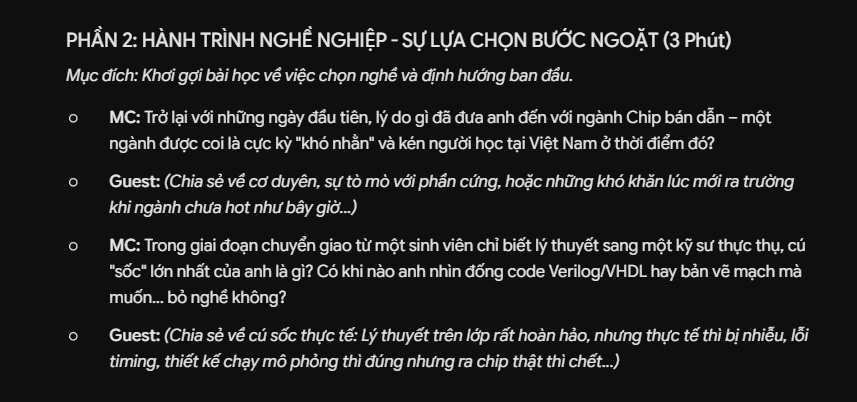 PHẦN 2: HÀNH TRÌNH NGHỀ NGHIỆP - SỰ LỰA CHỌN BƯỚC NGOẶT (3 Phút)
Mục đích: Khơi gợi bài học về việc chọn nghề và định hướng ban đầu.
○ MC: Trở lại với những ngày đầu tiên, lý do gì đã đưa anh đến với ngành Chip bán dẫn – một
ngành được coi là cực kỳ "khó nhằn" và kén người học tại Việt Nam ở thời điểm đó?
○ Guest: (Chia sẻ về cơ duyên, sự tò mò với phần cứng, hoặc những khó khăn lúc mới ra trường
khi ngành chưa hot như bây giờ...)
○ MC: Trong giai đoạn chuyển giao từ một sinh viên chỉ biết lý thuyết sang một kỹ sư thực thụ, cú
"sốc" lớn nhất của anh là gì? Có khi nào anh nhìn đống code Verilog/VHDL hay bản vẽ mạch mà
muốn... bỏ nghề không?
○ Guest: (Chia sẻ về cú sốc thực tế: Lý thuyết trên lớp rất hoàn hảo, nhưng thực tế thì bị nhiễu, lỗi
timing, thiết kế chạy mô phỏng thì đúng nhưng ra chip thật thì chết...)